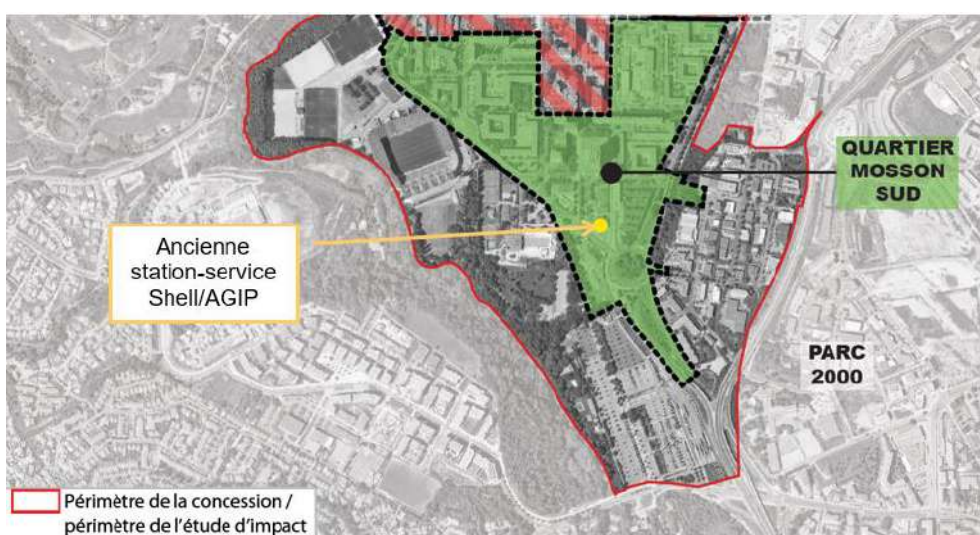 QUARTIER
MOSSON
SUD
Ancienne
station-service
Shell/AGIP
PARC
2000
Périmètre de la concession /
périmètre de l'étude d'impact